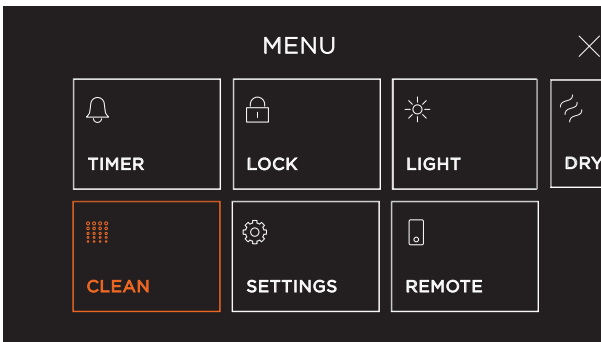 MENU
TIMER
LOCK
LIGHT
DRY
CLEAN
SETTINGS
REMOTE